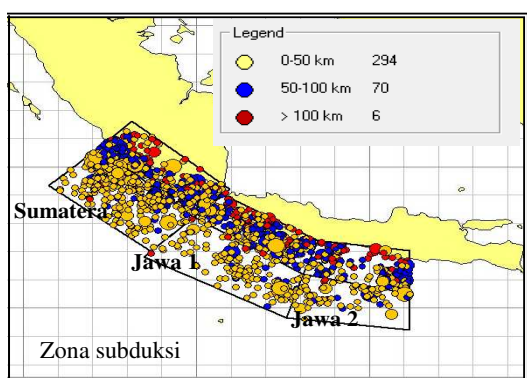 Legend
0-50 km 294
50-100 km 70
> 100 km 6
Sumatera
Jawa 1
Jawa 2
Zona subduksi